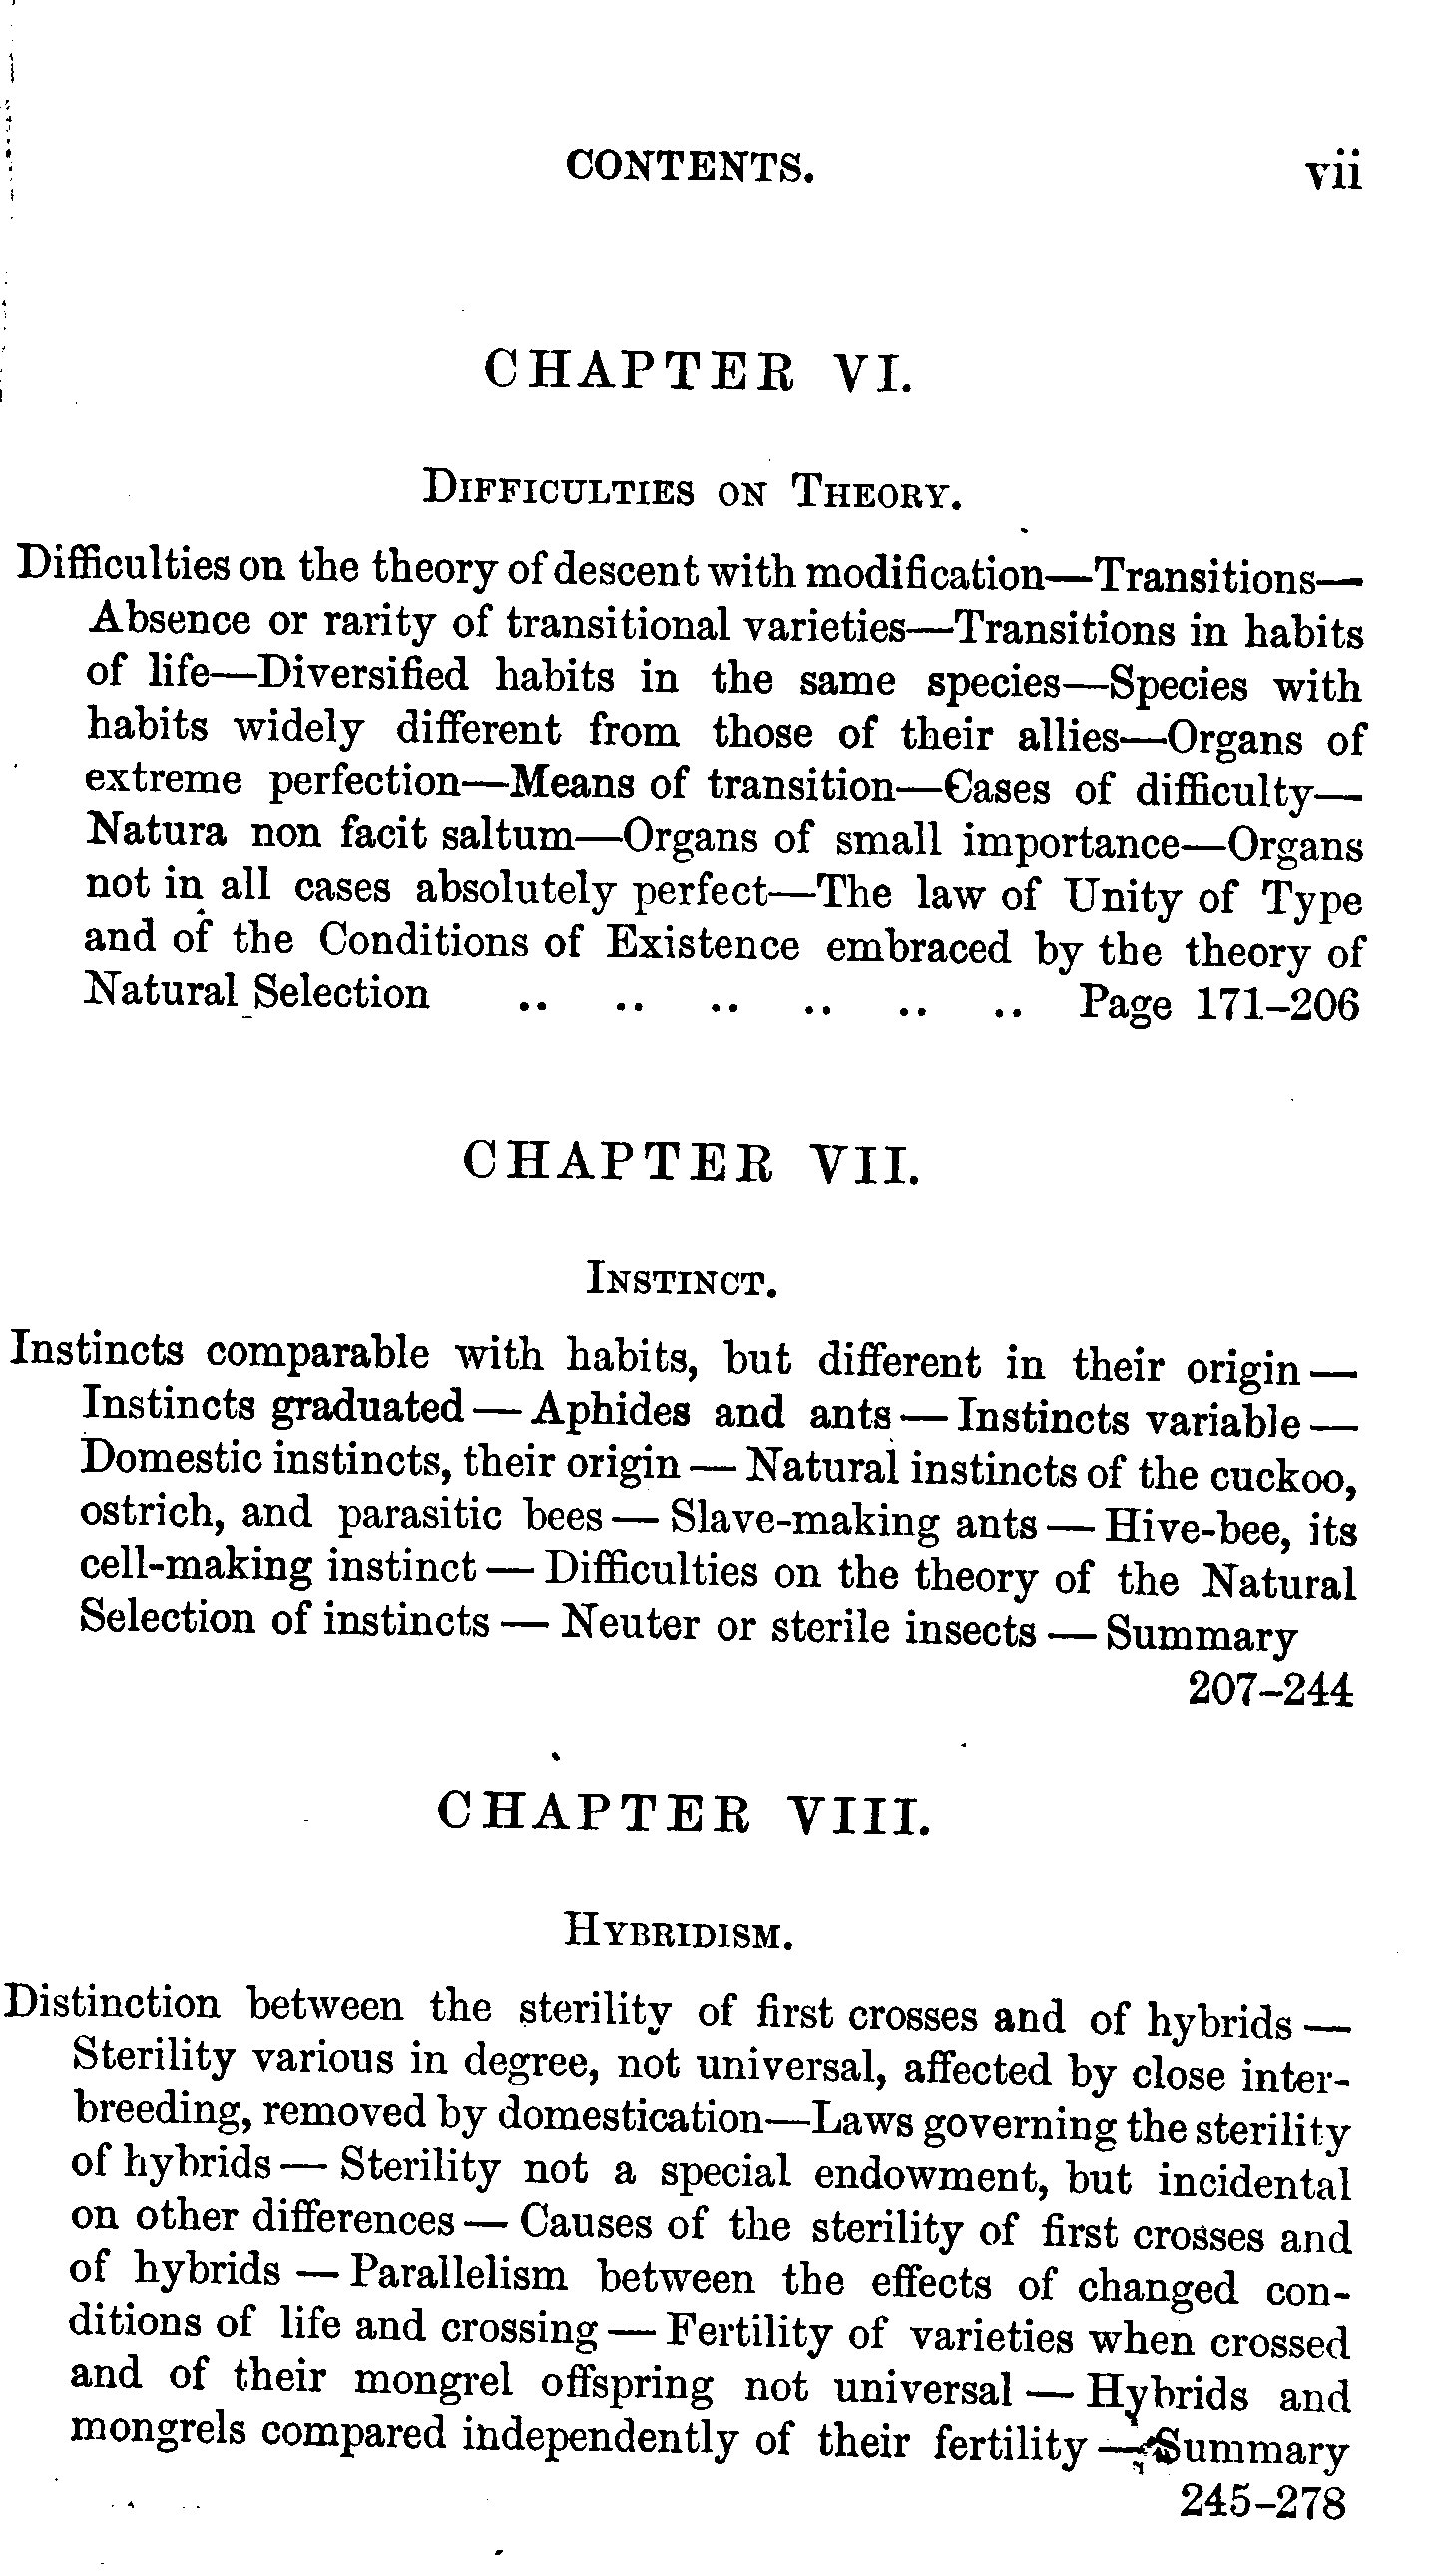 CONTENTS. vii
CHAPTER VI.
DIFFICULTIES ON THEORY.
Difficulties on the theory of descent with modification—Transitions—
Absence or rarity of transitional varieties—Transitions in habits
of life—Diversified habits in the same species—Species with
habits widely different from those of their allies—Organs of
extreme perfection—Means of transition—Cases of difficulty—
Natura non facit saltum—Organs of small importance—Organs
not in all cases absolutely perfect—The law of Unity of Type
and of the Conditions of Existence embraced by the theory of
Natural Selection .. .. .. .. .. .. Page 171–206
CHAPTER VII.
INSTINCT.
Instincts comparable with habits, but different in their origin —
Instincts graduated — Aphides and ants — Instincts variable —
Domestic instincts, their origin — Natural instincts of the cuckoo,
ostrich, and parasitic bees — Slave-making ants — Hive-bee, its
cell-making instinct — Difficulties on the theory of the Natural
Selection of instincts — Neuter or sterile insects — Summary
207–244
CHAPTER VIII.
HYBRIDISM.
Distinction between the sterility of first crosses and of hybrids —
Sterility various in degree, not universal, affected by close inter-
breeding, removed by domestication—Laws governing the sterility
of hybrids — Sterility not a special endowment, but incidental
on other differences — Causes of the sterility of first crosses and
of hybrids — Parallelism between the effects of changed con-
ditions of life and crossing — Fertility of varieties when crossed
and of their mongrel offspring not universal — Hybrids and
mongrels compared independently of their fertility — Summary
245–278